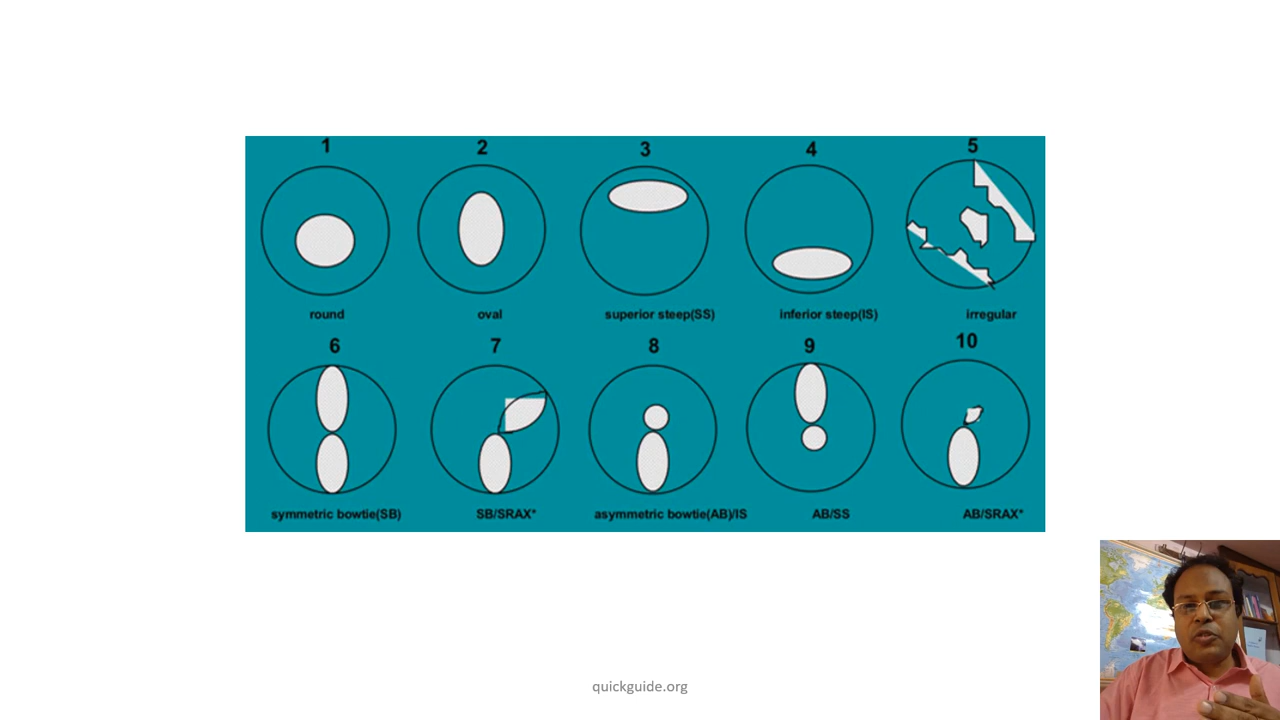 1 2 3 4 5
round oval superior steep(SS) inferior steep(IS) irregular
6 7 8 9 10
symmetric bowtie(SB) SB/SRAX* asymmetric bowtie(AB)/IS AB/SS AB/SRAX*
quickguide.org